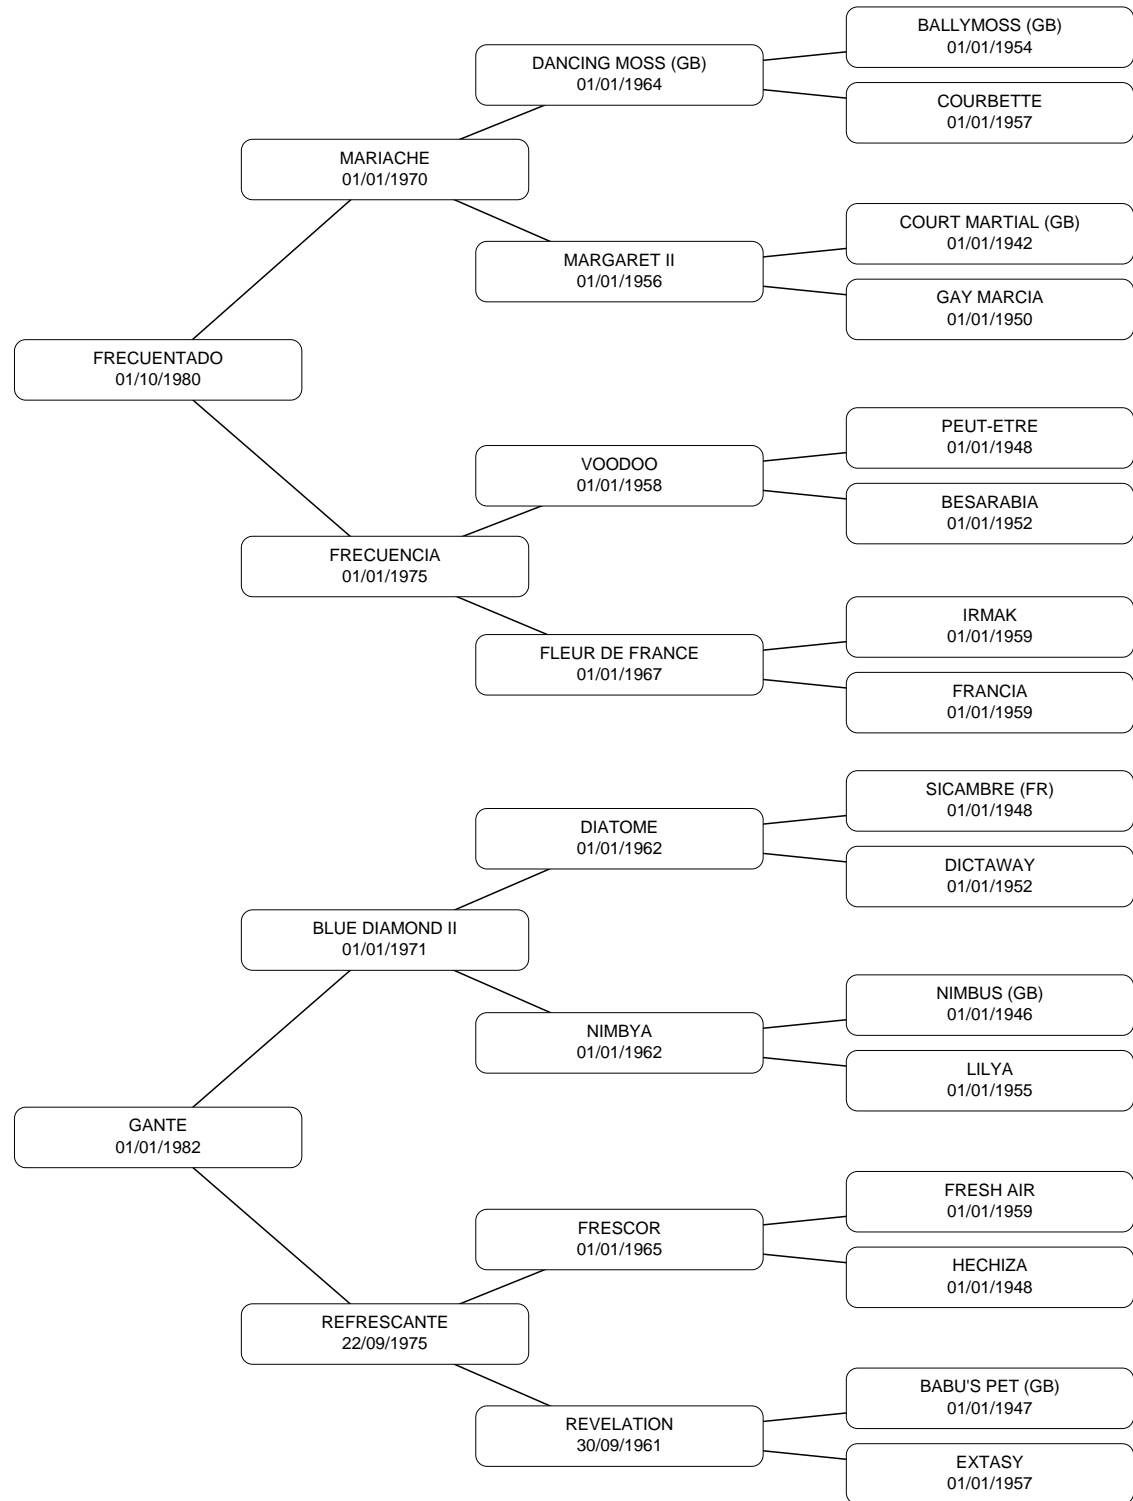 BALLYMOSS (GB)
01/01/1954
DANCING MOSS (GB)
01/01/1964
COURBETTE
01/01/1957
MARIACHE
01/01/1970
COURT MARTIAL (GB)
01/01/1942
MARGARET II
01/01/1956
GAY MARCIA
01/01/1950
FRECUENTADO
01/10/1980
PEUT-ETRE
01/01/1948
VOODOO
01/01/1958
BESARABIA
01/01/1952
FRECUENCIA
01/01/1975
IRMAK
01/01/1959
FLEUR DE FRANCE
01/01/1967
FRANCIA
01/01/1959
SICAMBRE (FR)
01/01/1948
DIATOME
01/01/1962
DICTAWAY
01/01/1952
BLUE DIAMOND II
01/01/1971
NIMBUS (GB)
01/01/1946
NIMBYA
01/01/1962
LILYA
01/01/1955
GANTE
01/01/1982
FRESH AIR
01/01/1959
FRESCOR
01/01/1965
HECHIZA
01/01/1948
REFRESCANTE
22/09/1975
BABU'S PET (GB)
01/01/1947
REVELATION
30/09/1961
EXTASY
01/01/1957